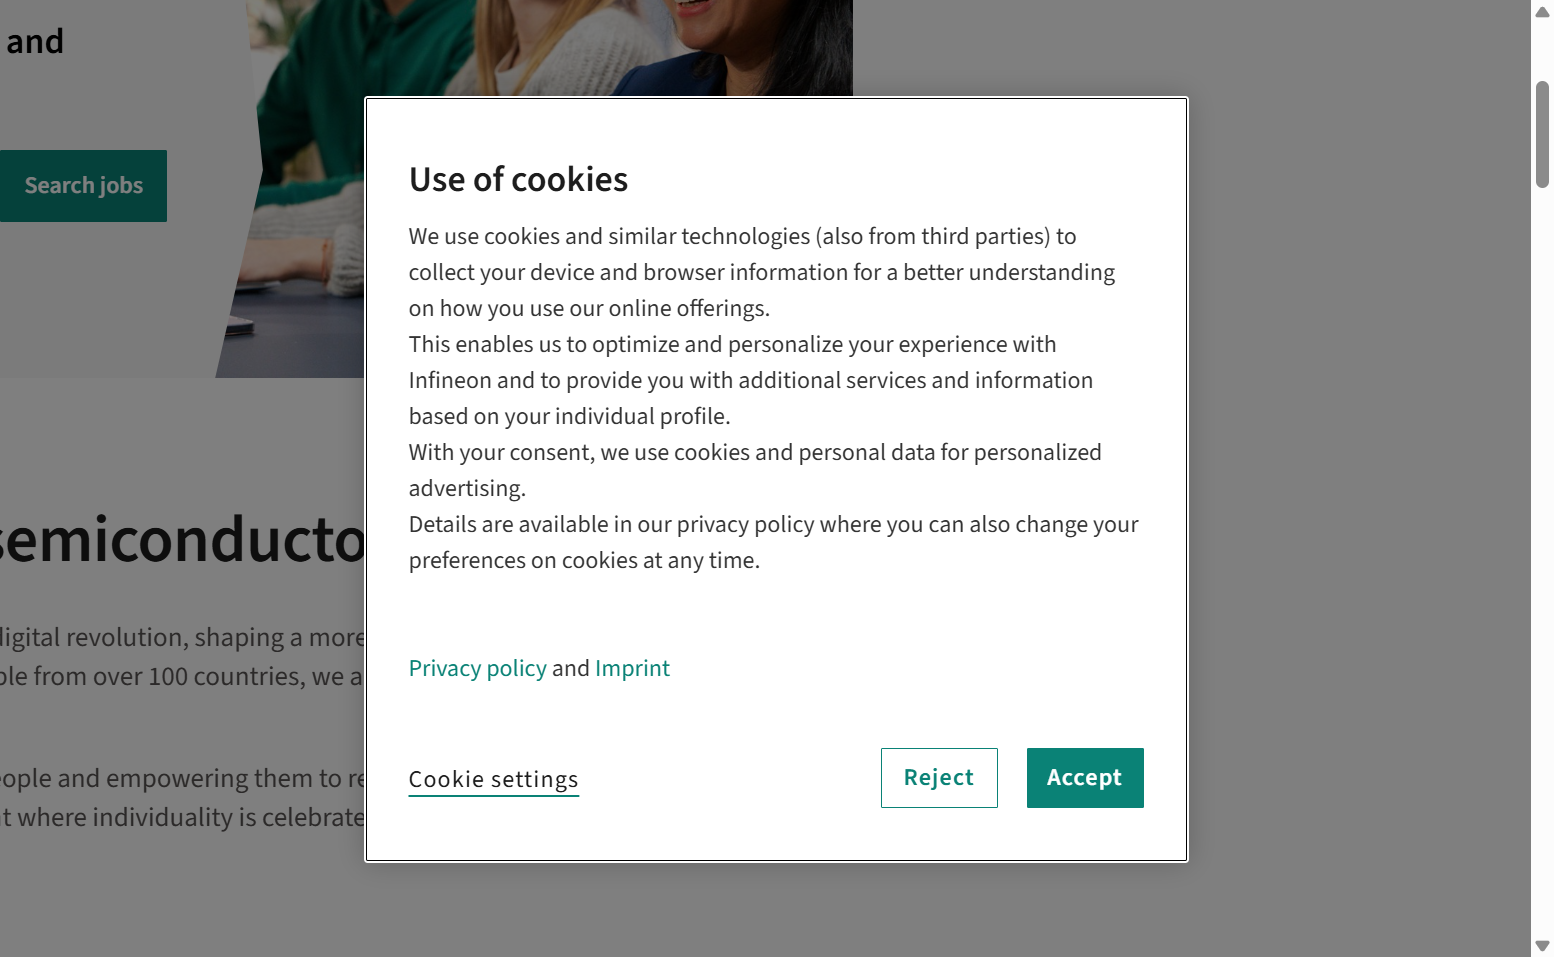 and
Search jobs
Use of cookies
We use cookies and similar technologies (also from third parties) to
collect your device and browser information for a better understanding
on how you use our online offerings.
This enables us to optimize and personalize your experience with
Infineon and to provide you with additional services and information
based on your individual profile.
With your consent, we use cookies and personal data for personalized
advertising.
Details are available in our privacy policy where you can also change your
preferences on cookies at any time.
Privacy policy and Imprint
Cookie settings
Reject
Accept
semiconducto
digital revolution, shaping a more
ple from over 100 countries, we a
eople and empowering them to re
t where individuality is celebrate